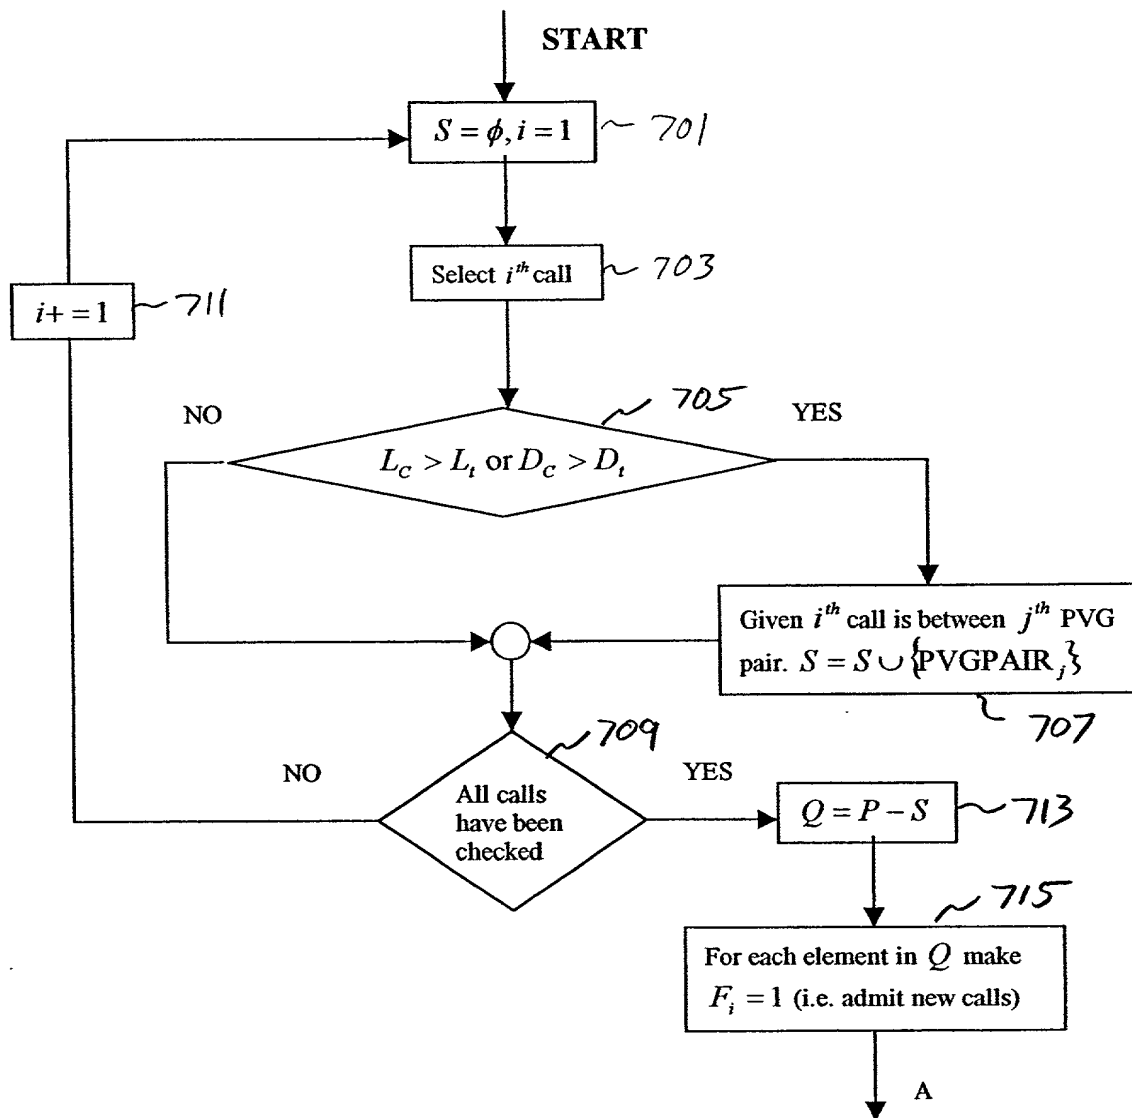 START
S = ϕ, i = 1
701
Select i^th call
703
i+ = 1
711
NO
705
YES
L_C > L_t or D_C > D_t
Given i^th call is between j^th PVG
pair. S = S ∪ {PVGPAIR_j}
707
709
NO
YES
All calls
have been
checked
Q = P − S
713
715
For each element in Q make
F_i = 1 (i.e. admit new calls)
A